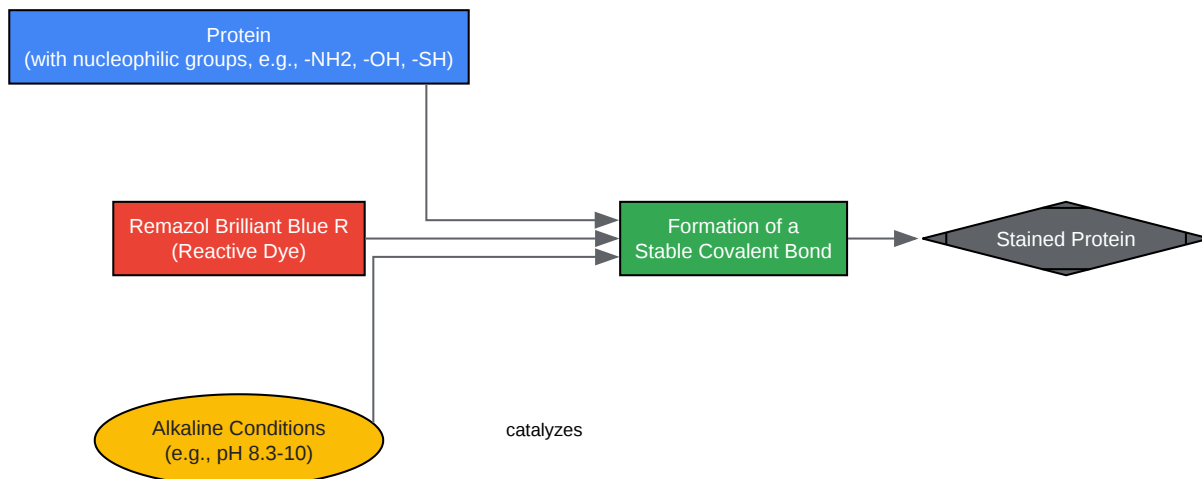 Protein
(with nucleophilic groups, e.g., -NH2, -OH, -SH)
Remazol Brilliant Blue R
(Reactive Dye)
Formation of a
Stable Covalent Bond
Stained Protein
Alkaline Conditions
(e.g., pH 8.3-10)
catalyzes